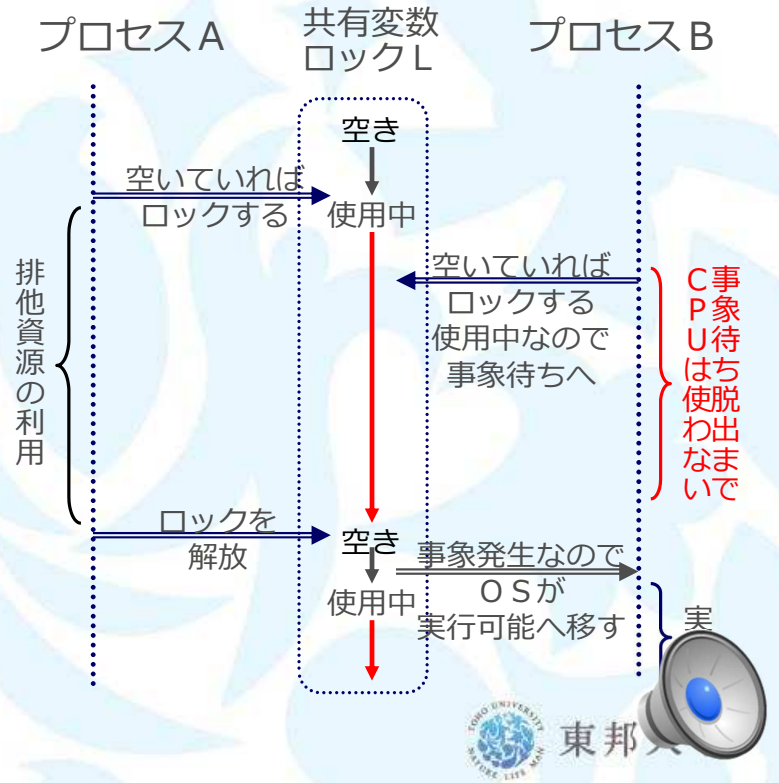 プロセスA
共有変数
ロックL
プロセスB
空き
空いていれば
ロックする
使用中
排他資源の利用
空いていれば
ロックする
使用中なので
事象待ちへ
事象待ち脱出まで
CPUは使わない
ロックを
解放
空き
使用中
事象発生なので
OSが
実行可能へ移す
実
TOHO UNIVERSITY
NATURE LIFE MAN
東邦